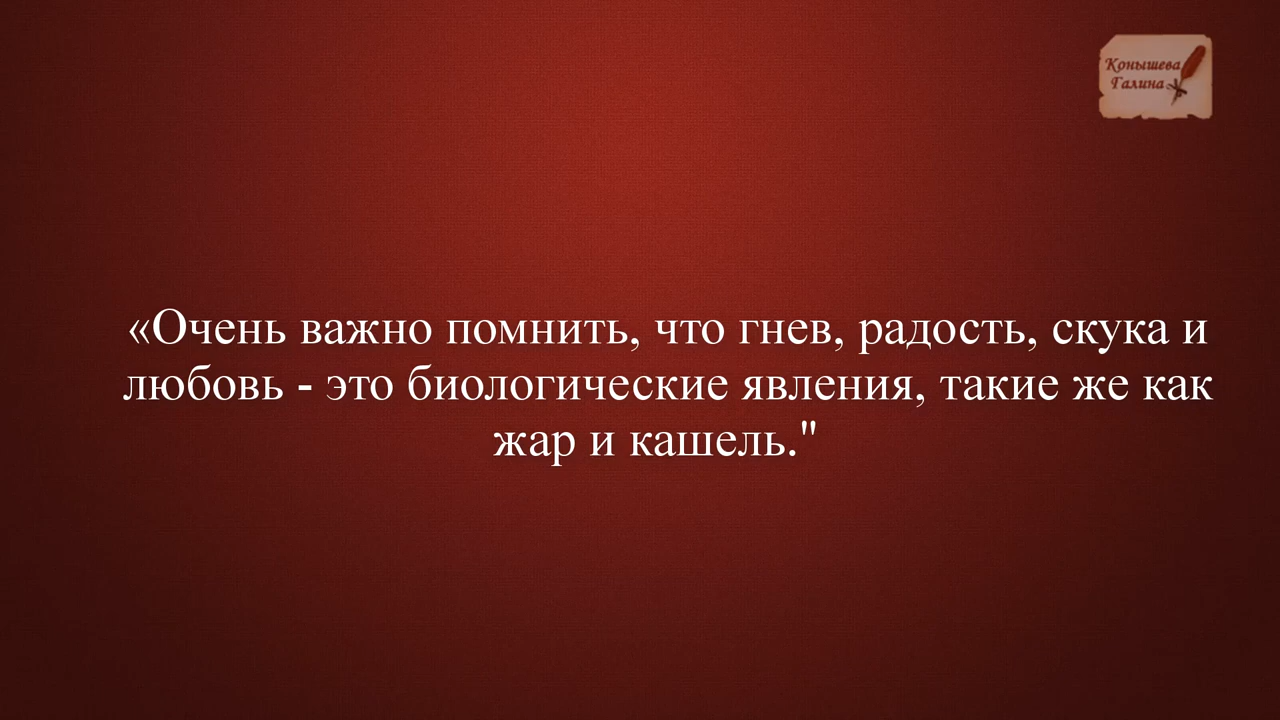 Конышева
Галина
«Очень важно помнить, что гнев, радость, скука и
любовь - это биологические явления, такие же как
жар и кашель."